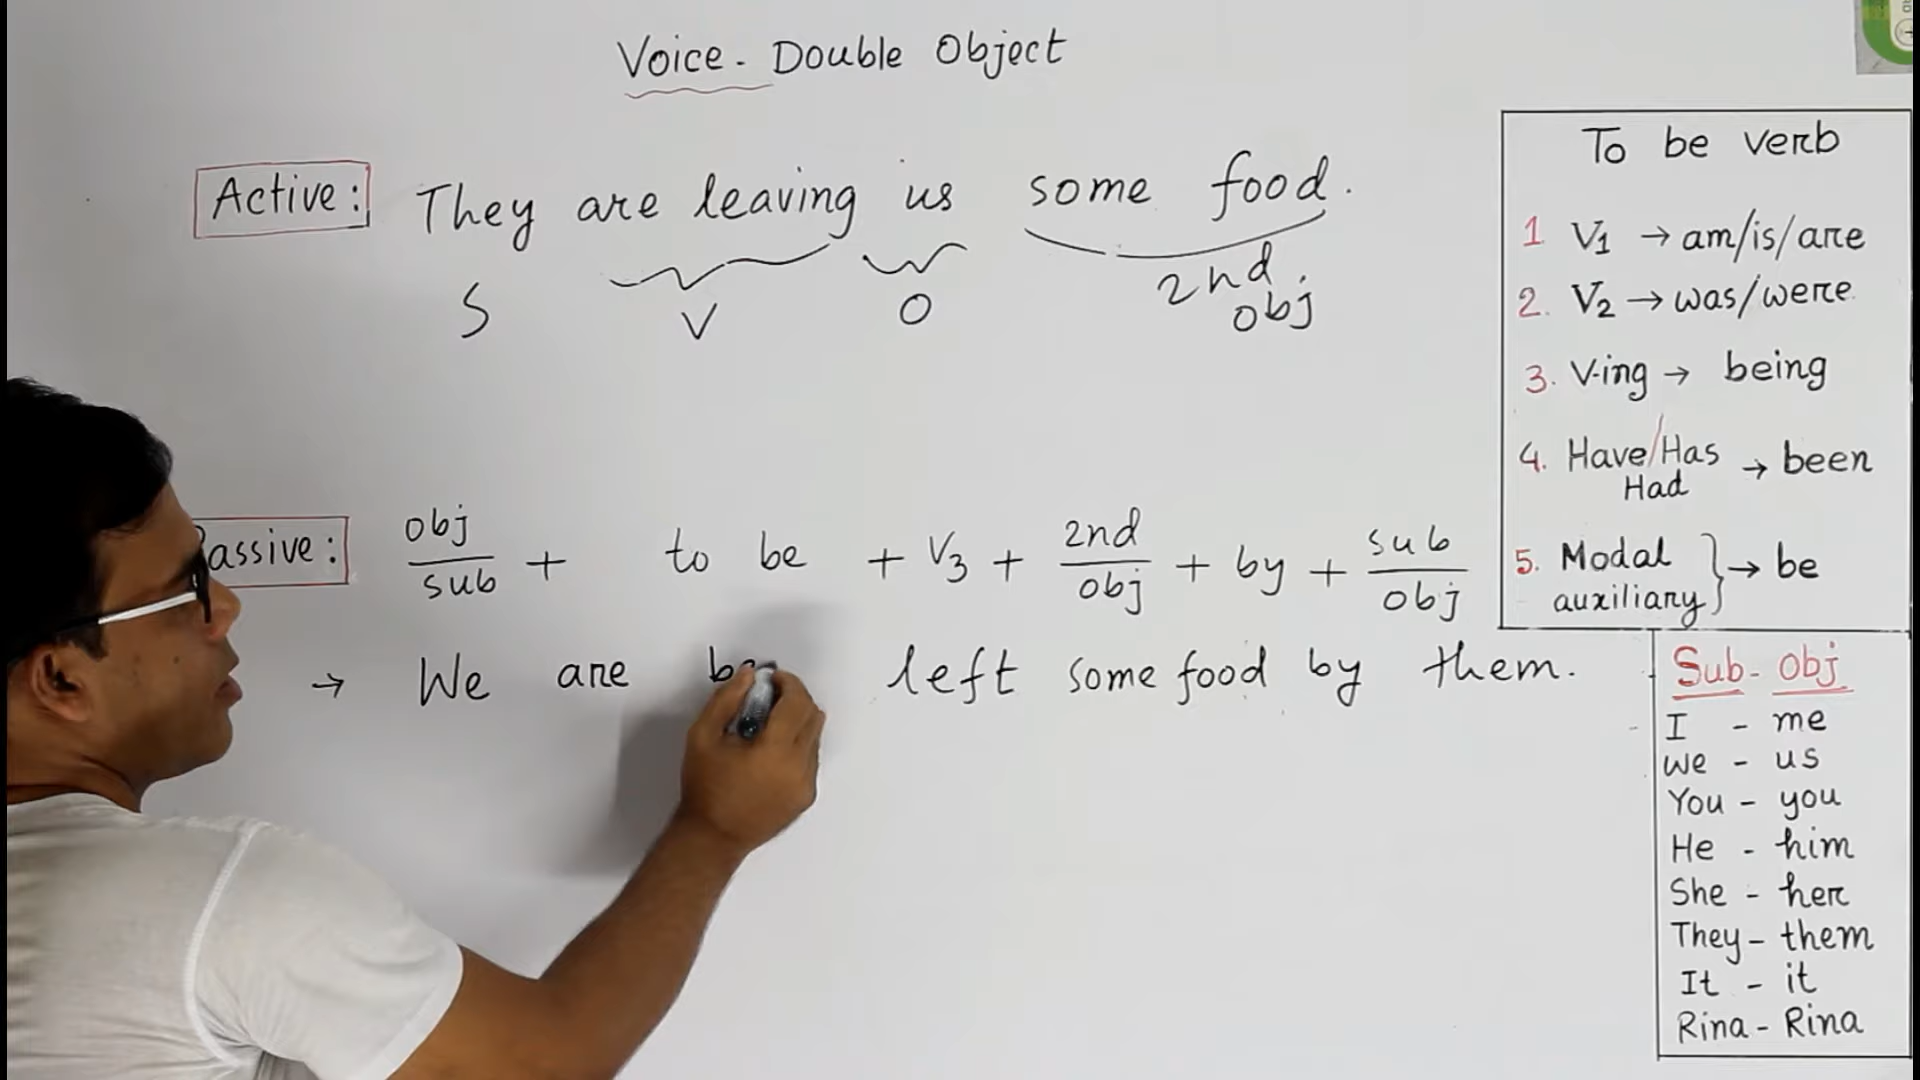 Voice - Double Object
Active: They are leaving us some food.
S V O 2nd obj
Passive: obj/sub + to be + V3 + 2nd/obj + by + sub/obj
→ We are be left some food by them.
To be verb
1. V1 → am/is/are
2. V2 → was/were
3. V-ing → being
4. Have/Has Had → been
5. Modal auxiliary } → be
Sub - Obj
I - me
We - us
You - you
He - him
She - her
They - them
It - it
Rina - Rina